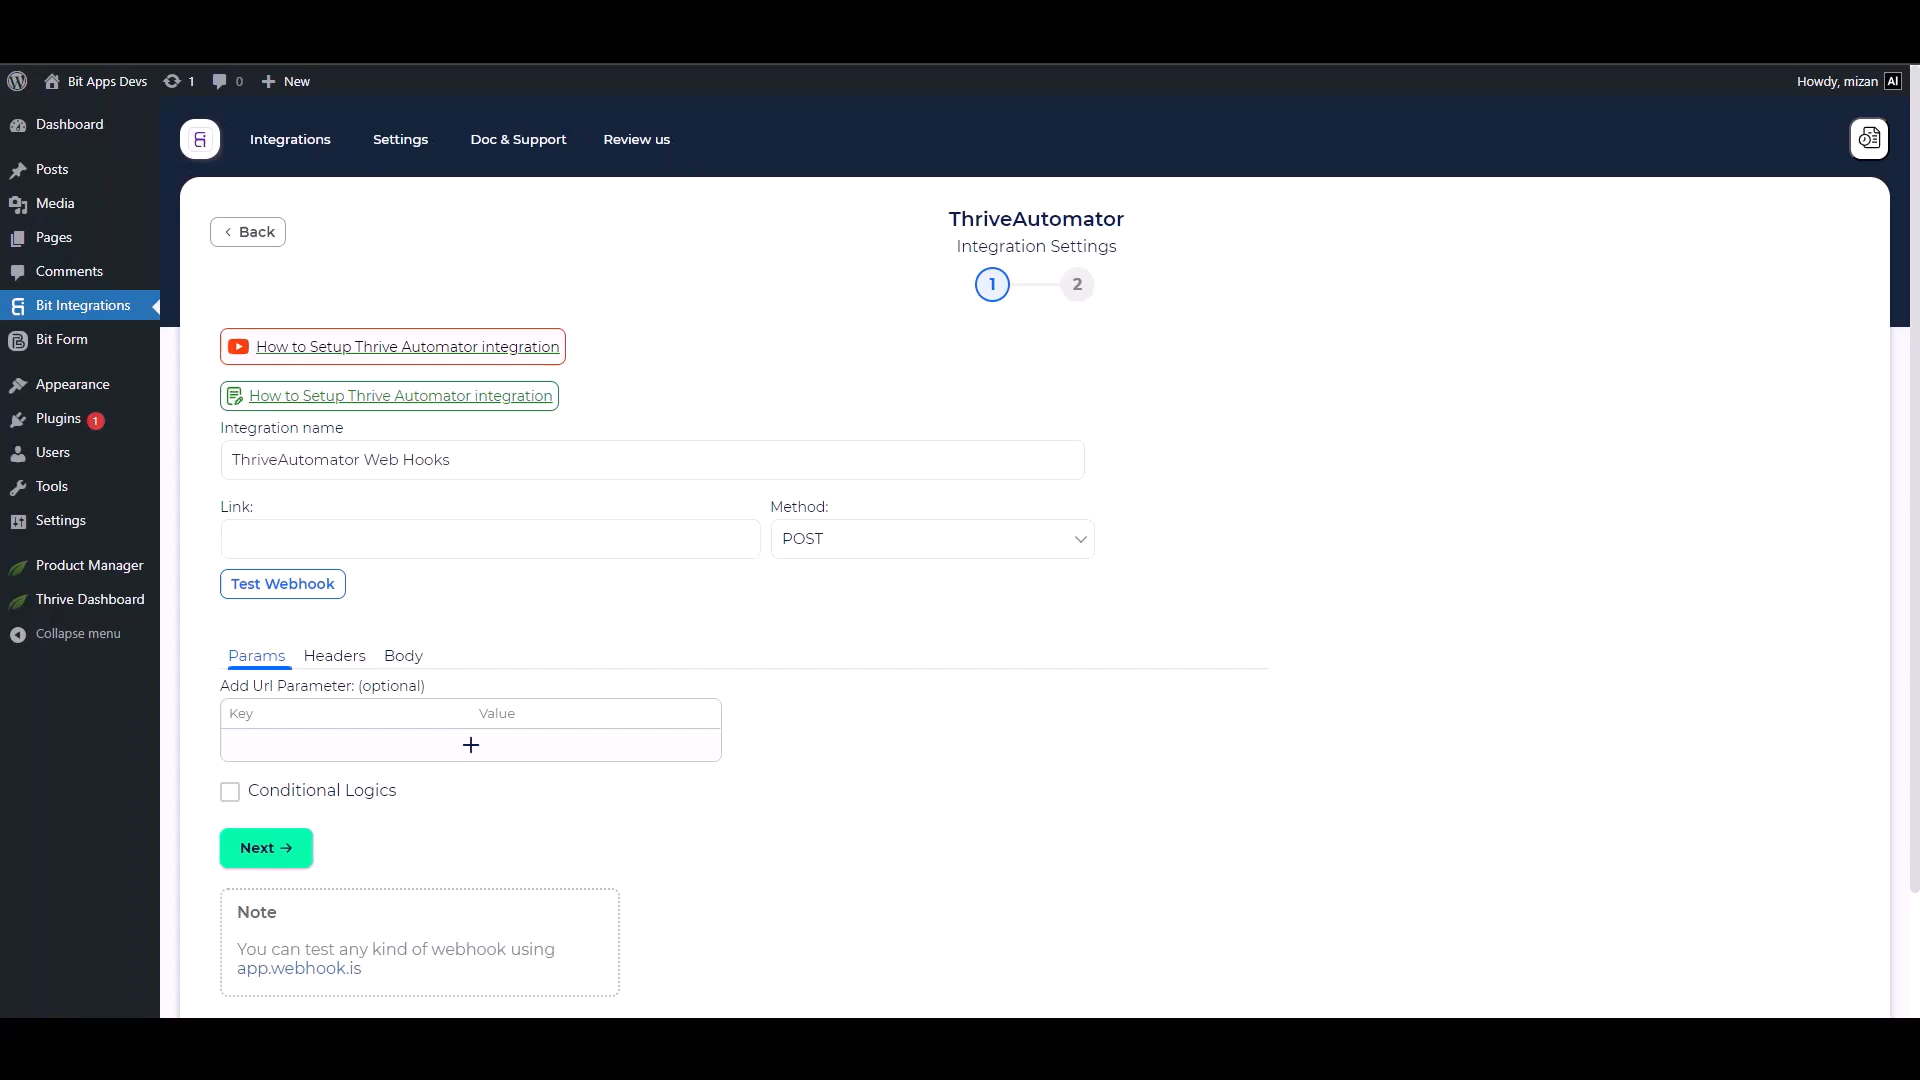 Bit Apps Devs
1
0
New
Howdy, mizan
AI
Dashboard
Posts
Media
Pages
Comments
Bit Integrations
Bit Form
Appearance
Plugins 1
Users
Tools
Settings
Product Manager
Thrive Dashboard
Collapse menu
Integrations
Settings
Doc & Support
Review us
Back
ThriveAutomator
Integration Settings
1
2
How to Setup Thrive Automator integration
How to Setup Thrive Automator integration
Integration name
ThriveAutomator Web Hooks
Link:
Method:
POST
Test Webhook
Params Headers Body
Add Url Parameter: (optional)
Key Value
Conditional Logics
Next →
Note
You can test any kind of webhook using
app.webhook.is